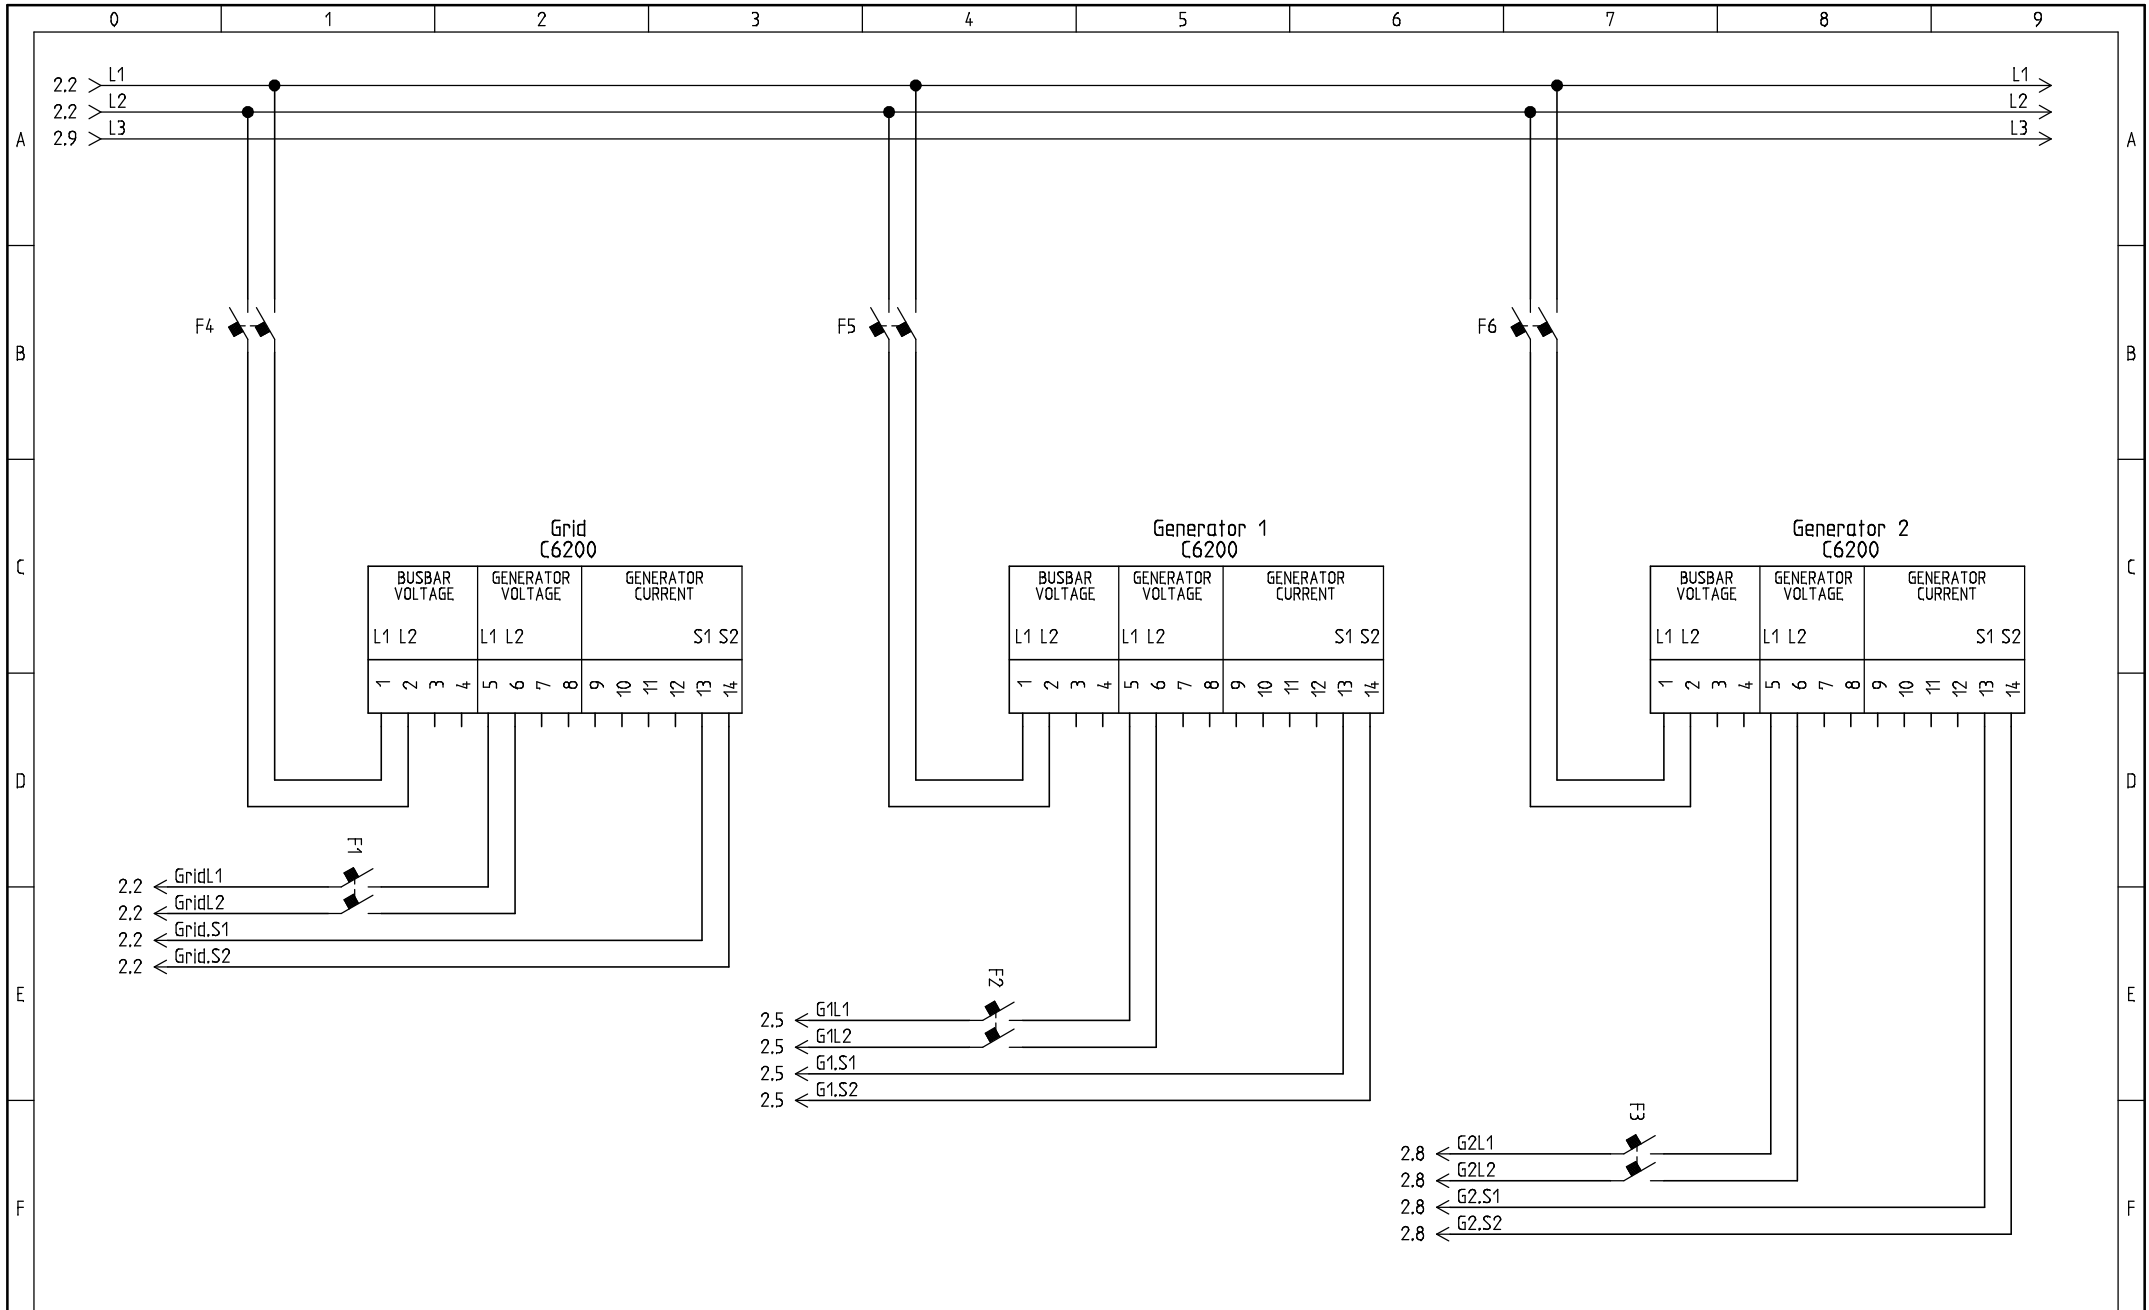 0 1 2 3 4 5 6 7 8 9
2.2 L1 L1
2.2 L2 L2
A 2.9 L3 L3 A
F4 F5 F6
B B
Grid Generator 1 Generator 2
C6200 C6200 C6200
C C
BUSBAR GENERATOR GENERATOR BUSBAR GENERATOR GENERATOR BUSBAR GENERATOR GENERATOR
VOLTAGE VOLTAGE CURRENT VOLTAGE VOLTAGE CURRENT VOLTAGE VOLTAGE CURRENT
L1 L2 L1 L2 S1 S2 L1 L2 L1 L2 S1 S2 L1 L2 L1 L2 S1 S2
1 2 3 4 5 6 7 8 9 10 11 12 13 14 1 2 3 4 5 6 7 8 9 10 11 12 13 14 1 2 3 4 5 6 7 8 9 10 11 12 13 14
D D
F1
2.2 GridL1
2.2 GridL2
2.2 Grid.S1
2.2 Grid.S2
E E
F2
2.5 G1L1
2.5 G1L2
2.5 G1.S1
2.5 G1.S2
F3
2.8 G2L1
2.8 G2L2
2.8 G2.S1
F F
2.8 G2.S2